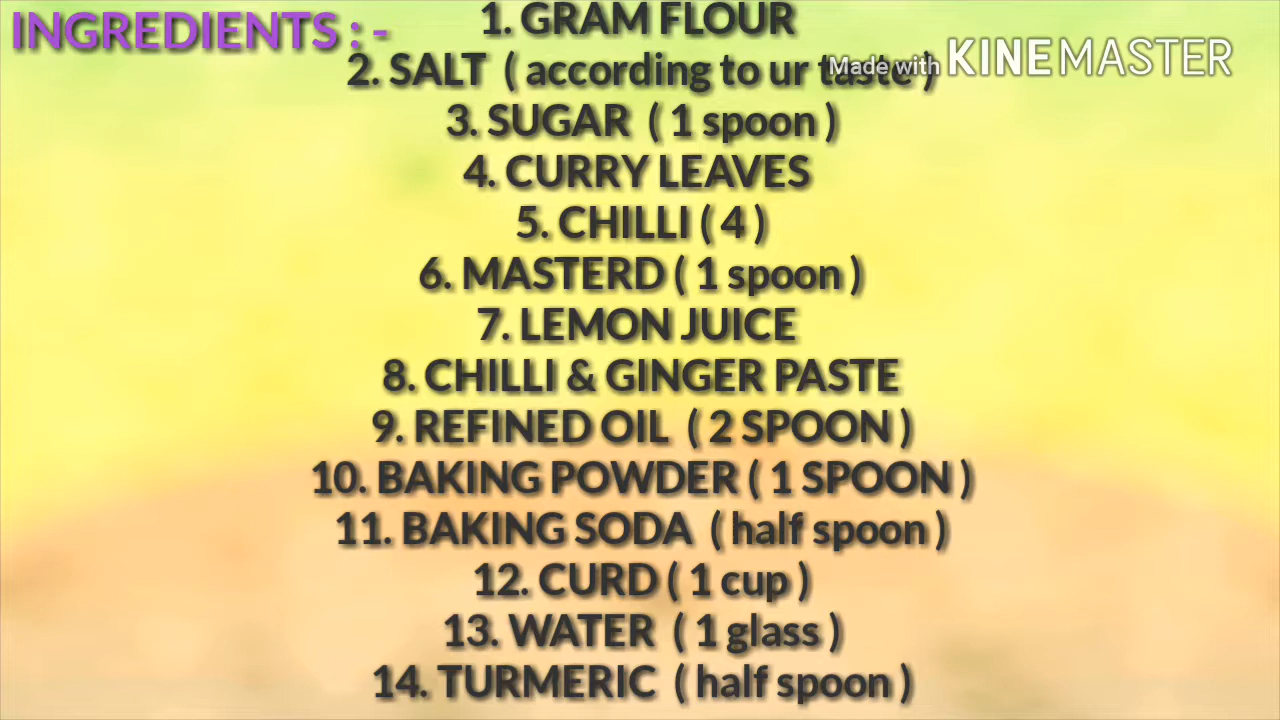 INGREDIENTS : -
1. GRAM FLOUR
2. SALT ( according to ur taste )
Made with KINEMASTER
3. SUGAR ( 1 spoon )
4. CURRY LEAVES
5. CHILLI ( 4 )
6. MASTERD ( 1 spoon )
7. LEMON JUICE
8. CHILLI & GINGER PASTE
9. REFINED OIL ( 2 SPOON )
10. BAKING POWDER ( 1 SPOON )
11. BAKING SODA ( half spoon )
12. CURD ( 1 cup )
13. WATER ( 1 glass )
14. TURMERIC ( half spoon )